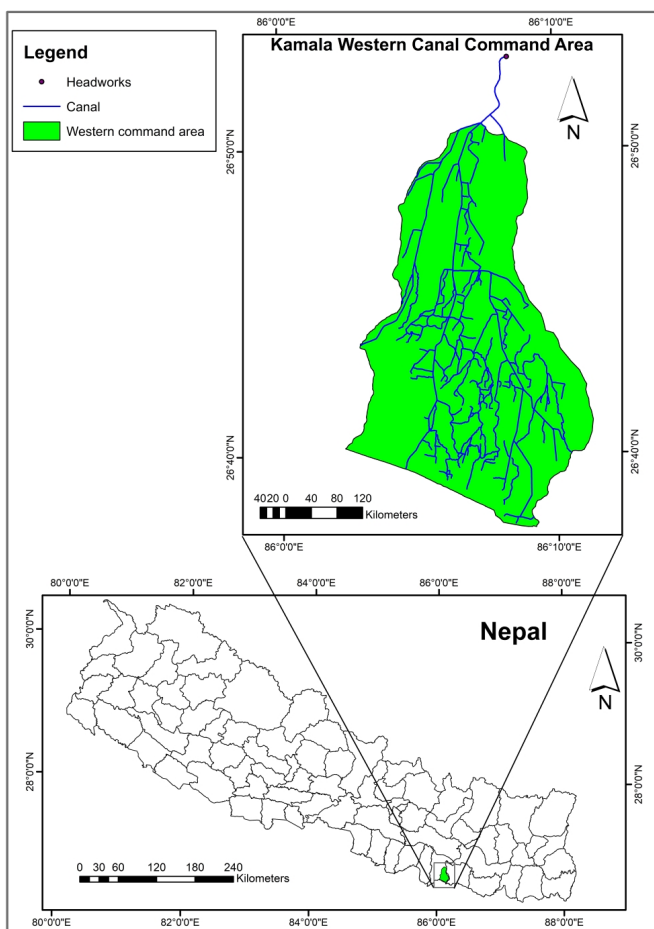 86°0'0"E
86°10'0"E
Kamala Western Canal Command Area
Legend
Headworks
Canal
Western command area
N
26°50'0"N
26°50'0"N
26°40'0"N
26°40'0"N
4020 0 40 80 120
Kilometers
86°0'0"E
86°10'0"E
80°0'0"E
82°0'0"E
84°0'0"E
86°0'0"E
88°0'0"E
30°0'0"N
30°0'0"N
Nepal
N
28°0'0"N
28°0'0"N
0 30 60 120 180 240
Kilometers
80°0'0"E
82°0'0"E
84°0'0"E
86°0'0"E
88°0'0"E